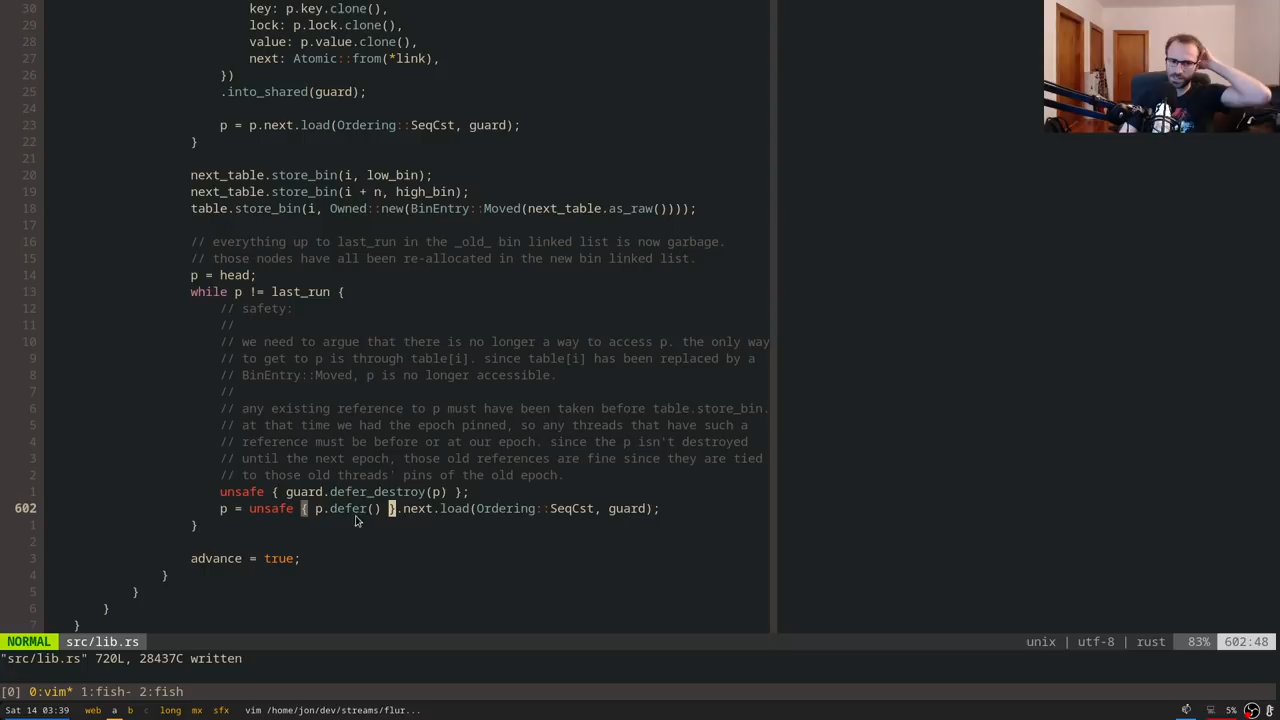 30 key: p.key.clone(),
29 lock: p.lock.clone(),
28 value: p.value.clone(),
27 next: Atomic::from(*link),
26 })
25 .into_shared(guard);
24
23 p = p.next.load(Ordering::SeqCst, guard);
22 }
21
20 next_table.store_bin(i, low_bin);
19 next_table.store_bin(i + n, high_bin);
18 table.store_bin(i, Owned::new(BinEntry::Moved(next_table.as_raw())));
17
16 // everything up to last_run in the _old_ bin linked list is now garbage.
15 // those nodes have all been re-allocated in the new bin linked list.
14 p = head;
13 while p != last_run {
12 // safety:
11 //
10 // we need to argue that there is no longer a way to access p. the only way
9 // to get to p is through table[i]. since table[i] has been replaced by a
8 // BinEntry::Moved, p is no longer accessible.
7 //
6 // any existing reference to p must have been taken before table.store_bin.
5 // at that time we had the epoch pinned, so any threads that have such a
4 // reference must be before or at our epoch. since the p isn't destroyed
3 // until the next epoch, those old references are fine since they are tied
2 // to those old threads' pins of the old epoch.
1 unsafe { guard.defer_destroy(p) };
602 p = unsafe { p.defer() }.next.load(Ordering::SeqCst, guard);
1 }
2
3 advance = true;
4 }
5 }
6 }
7 }
NORMAL src/lib.rs unix | utf-8 | rust 83% 602:48
"src/lib.rs" 720L, 28437C written
[0] 0:vim* 1:fish- 2:fish
Sat 14 03:39 web a b c long mx sfx vim /home/jon/dev/streams/flur... 5%